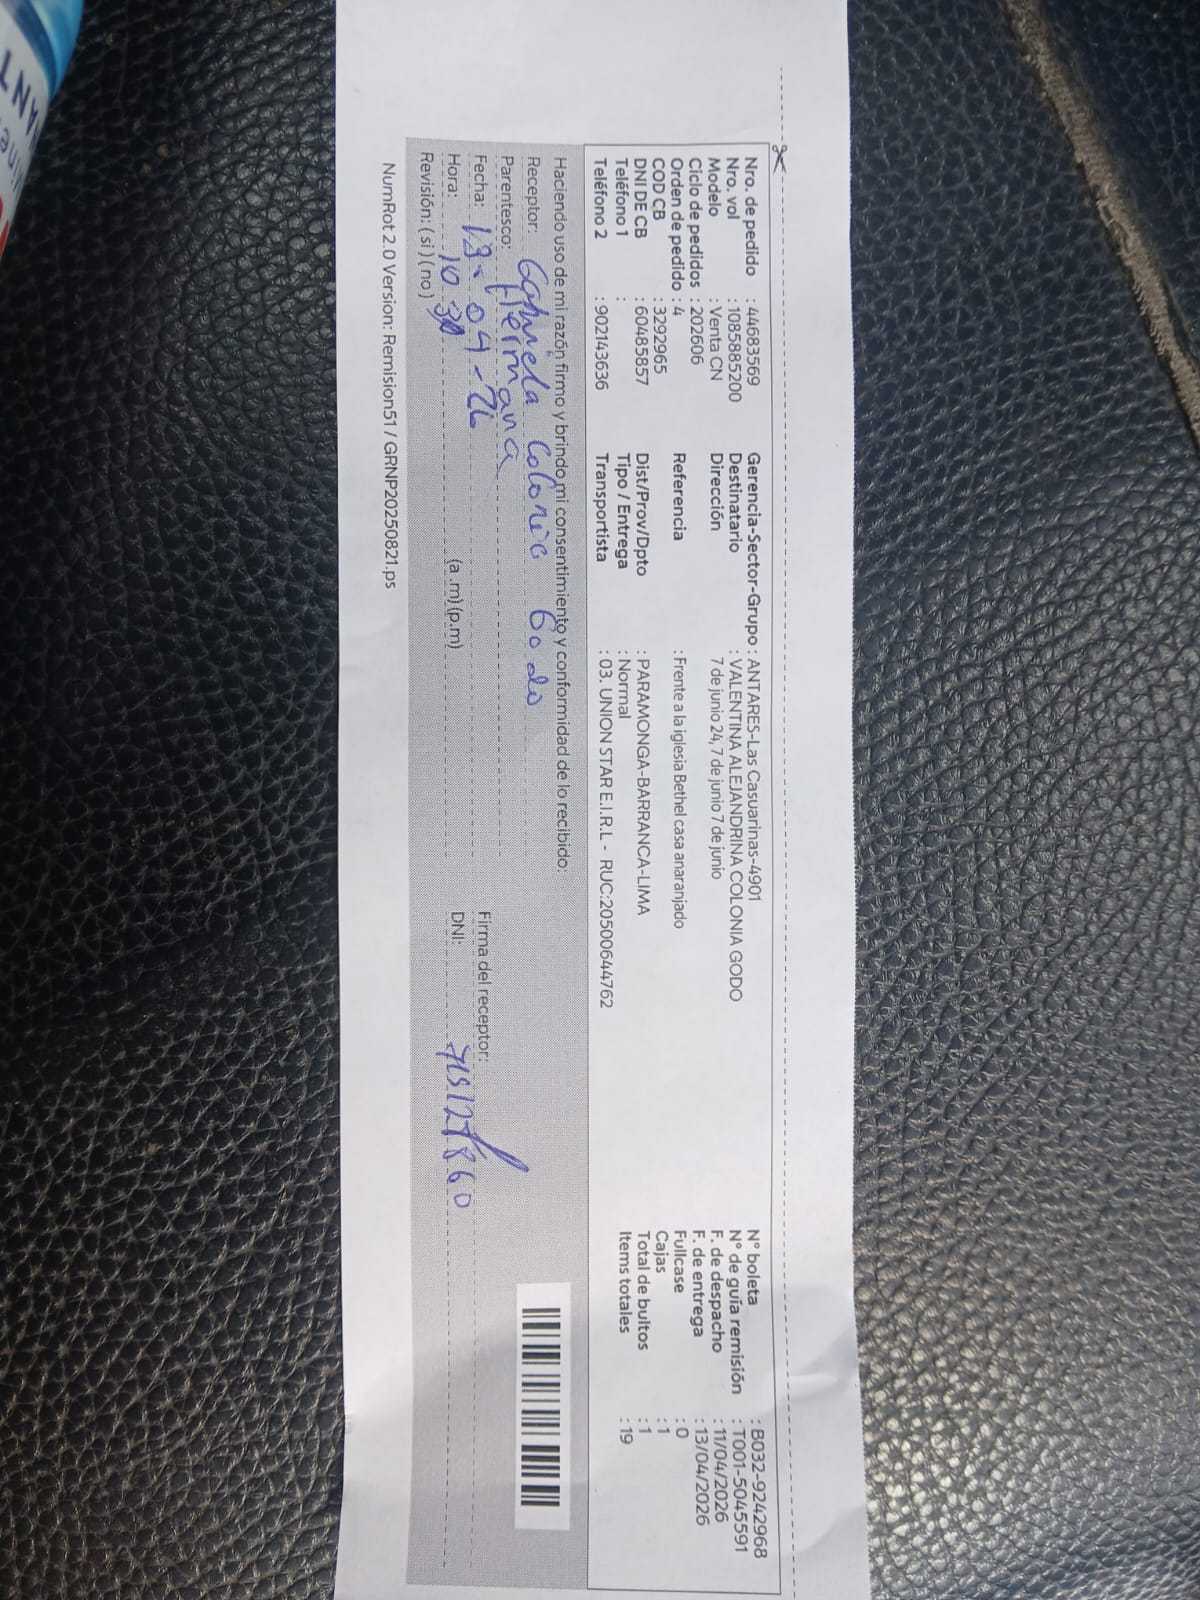 Nro. de pedido : 44683569
Nro. vol : 1085885200
Modelo : Venta CN
Ciclo de pedidos : 202606
Orden de pedido : 4
COD CB : 3292965
DNI DE CB : 60485857
Teléfono 1 :
Teléfono 2 : 902143636
Gerencia-Sector-Grupo : ANTARES-Las Casuarinas-4901
Destinatario : VALENTINA ALEJANDRINA COLONIA GODO
Dirección 7 de junio 24, 7 de junio 7 de junio
Referencia : Frente a la iglesia Bethel casa anaranjado
Dist/Prov/Dpto : PARAMONGA-BARRANCA-LIMA
Tipo / Entrega : Normal
Transportista : 03. UNION STAR E.I.R.L - RUC:20500644762
N° boleta : B032-9242968
N° de guía remisión : T001-5045591
F. de despacho : 11/04/2026
F. de entrega : 13/04/2026
Fullcase : 0
Cajas : 1
Total de bultos : 1
Items totales : 19
Haciendo uso de mi razón firmo y brindo mi consentimiento y conformidad de lo recibido:
Receptor: Colonia Godo
Parentesco: Hermana
Fecha: 13-04-26
Hora: 10 30 (a .m) (p.m)
Revisión: ( si ) ( no )
Firma del receptor:
DNI:
NumRot 2.0 Version: Remision51 / GRNP20250821.ps